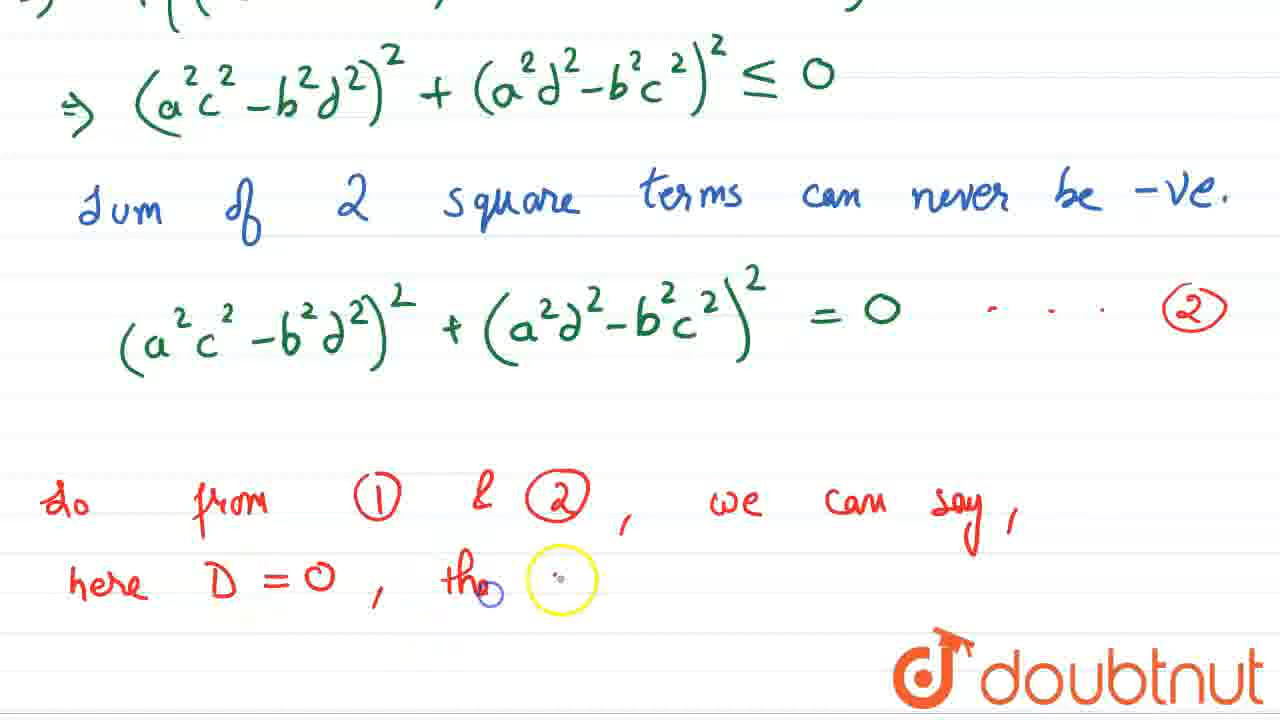 ⇒ (a²c² - b²d²)² + (a²d² - b²c²)² ≤ 0
Sum of 2 square terms can never be -ve.
(a²c² - b²d²)² + (a²d² - b²c²)² = 0 . . . ②
So from ① & ②, we can say,
here D = 0, the
doubtnut